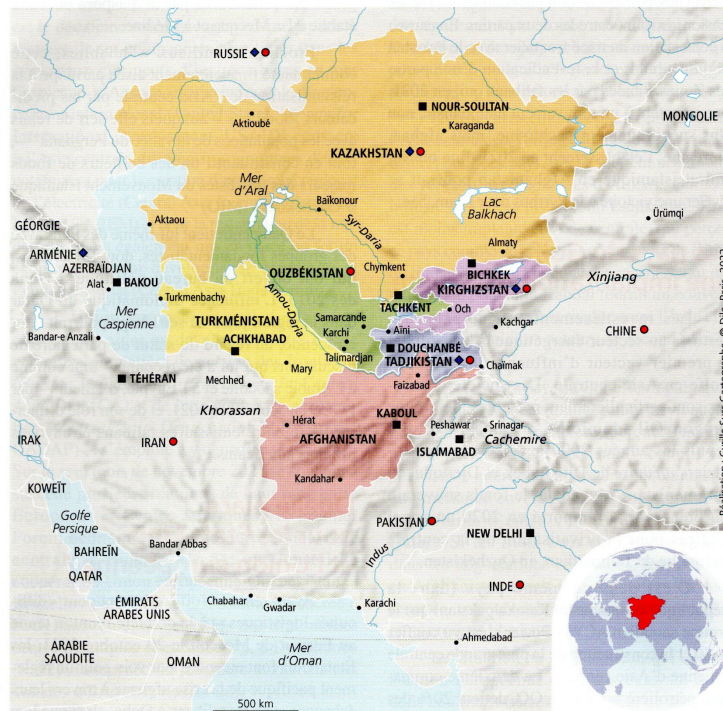 RUSSIE
NOUR-SOULTAN
MONGOLIE
Aktioubé
Karaganda
KAZAKHSTAN
Mer
d'Aral
Baïkonour
Lac
Balkhach
Syr-Daria
Ürümqi
GÉORGIE
Aktaou
Almaty
ARMÉNIE
AZERBAÏDJAN
OUZBÉKISTAN
Chymkent
BICHKEK
Xinjiang
Alat
BAKOU
KIRGHIZSTAN
Turkmenbachy
Amou-Daria
TACHKENT
Och
Mer
Caspienne
TURKMÉNISTAN
Samarcande
Aïni
Kachgar
CHINE
Bandar-e Anzali
ACHKHABAD
Karchi
DOUCHANBÉ
Talimardjan
TADJIKISTAN
Chaïmak
TÉHÉRAN
Mechhed
Mary
Faizabad
Khorassan
KABOUL
Hérat
Peshawar
Srinagar
IRAK
IRAN
AFGHANISTAN
Cachemire
ISLAMABAD
KOWEÏT
Kandahar
Golfe
Persique
PAKISTAN
NEW DELHI
BAHREÏN
Bandar Abbas
Indus
QATAR
INDE
ÉMIRATS
ARABES UNIS
Chabahar
Gwadar
Karachi
ARABIE
SAOUDITE
OMAN
Mer
d'Oman
Ahmedabad
500 km